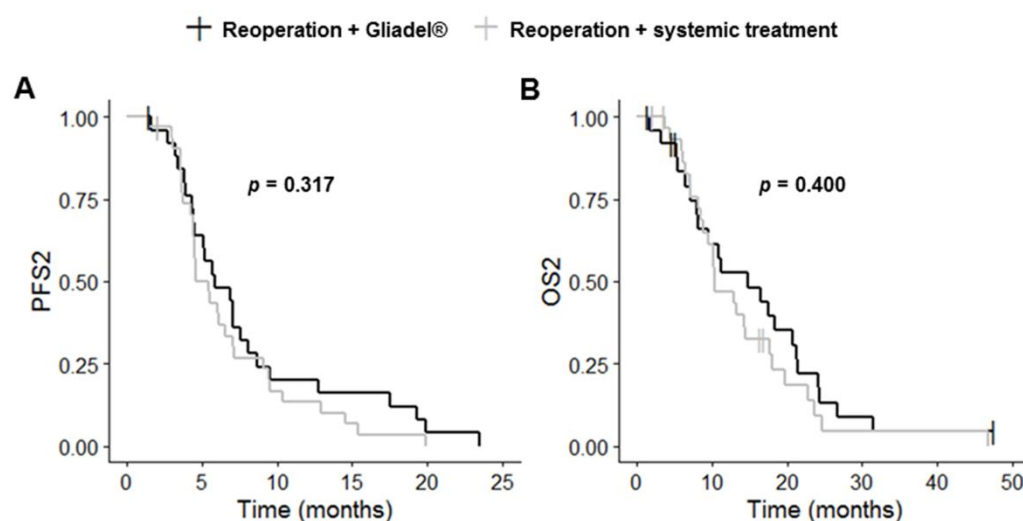 Reoperation + Gliadel® Reoperation + systemic treatment
A
B
1.00
0.75
0.50
0.25
0.00
PFS2
p = 0.317
0 5 10 15 20 25
Time (months)
1.00
0.75
0.50
0.25
0.00
OS2
p = 0.400
0 10 20 30 40 50
Time (months)